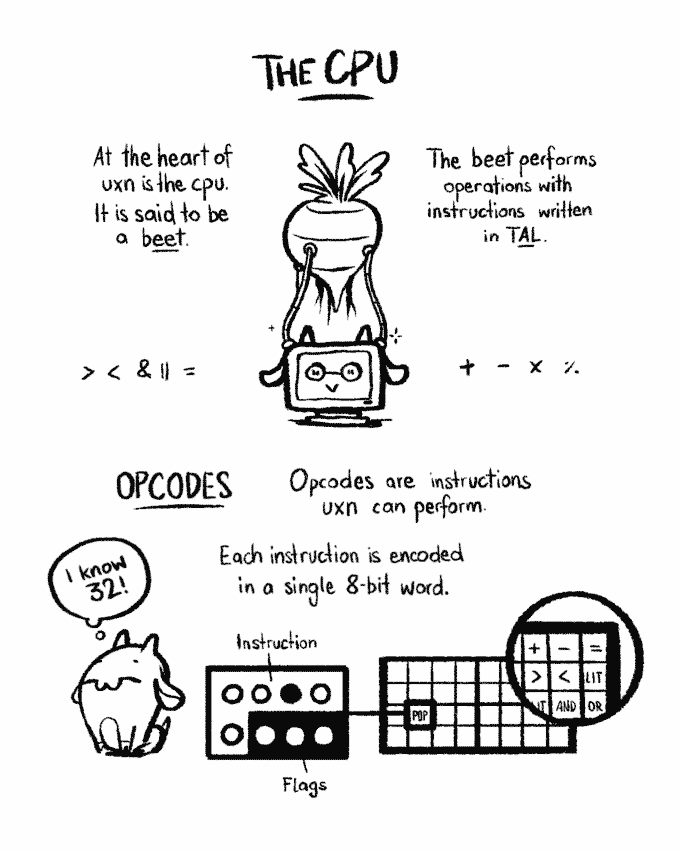 THE CPU
At the heart of
uxn is the cpu.
It is said to be
a beet.
The beet performs
operations with
instructions written
in TAL.
> < & || =
+ - × %
OPCODES
Opcodes are instructions
uxn can perform.
Each instruction is encoded
in a single 8-bit word.
I know
32!
Instruction
Flags
POP
+ - =
> < LIT
AND OR